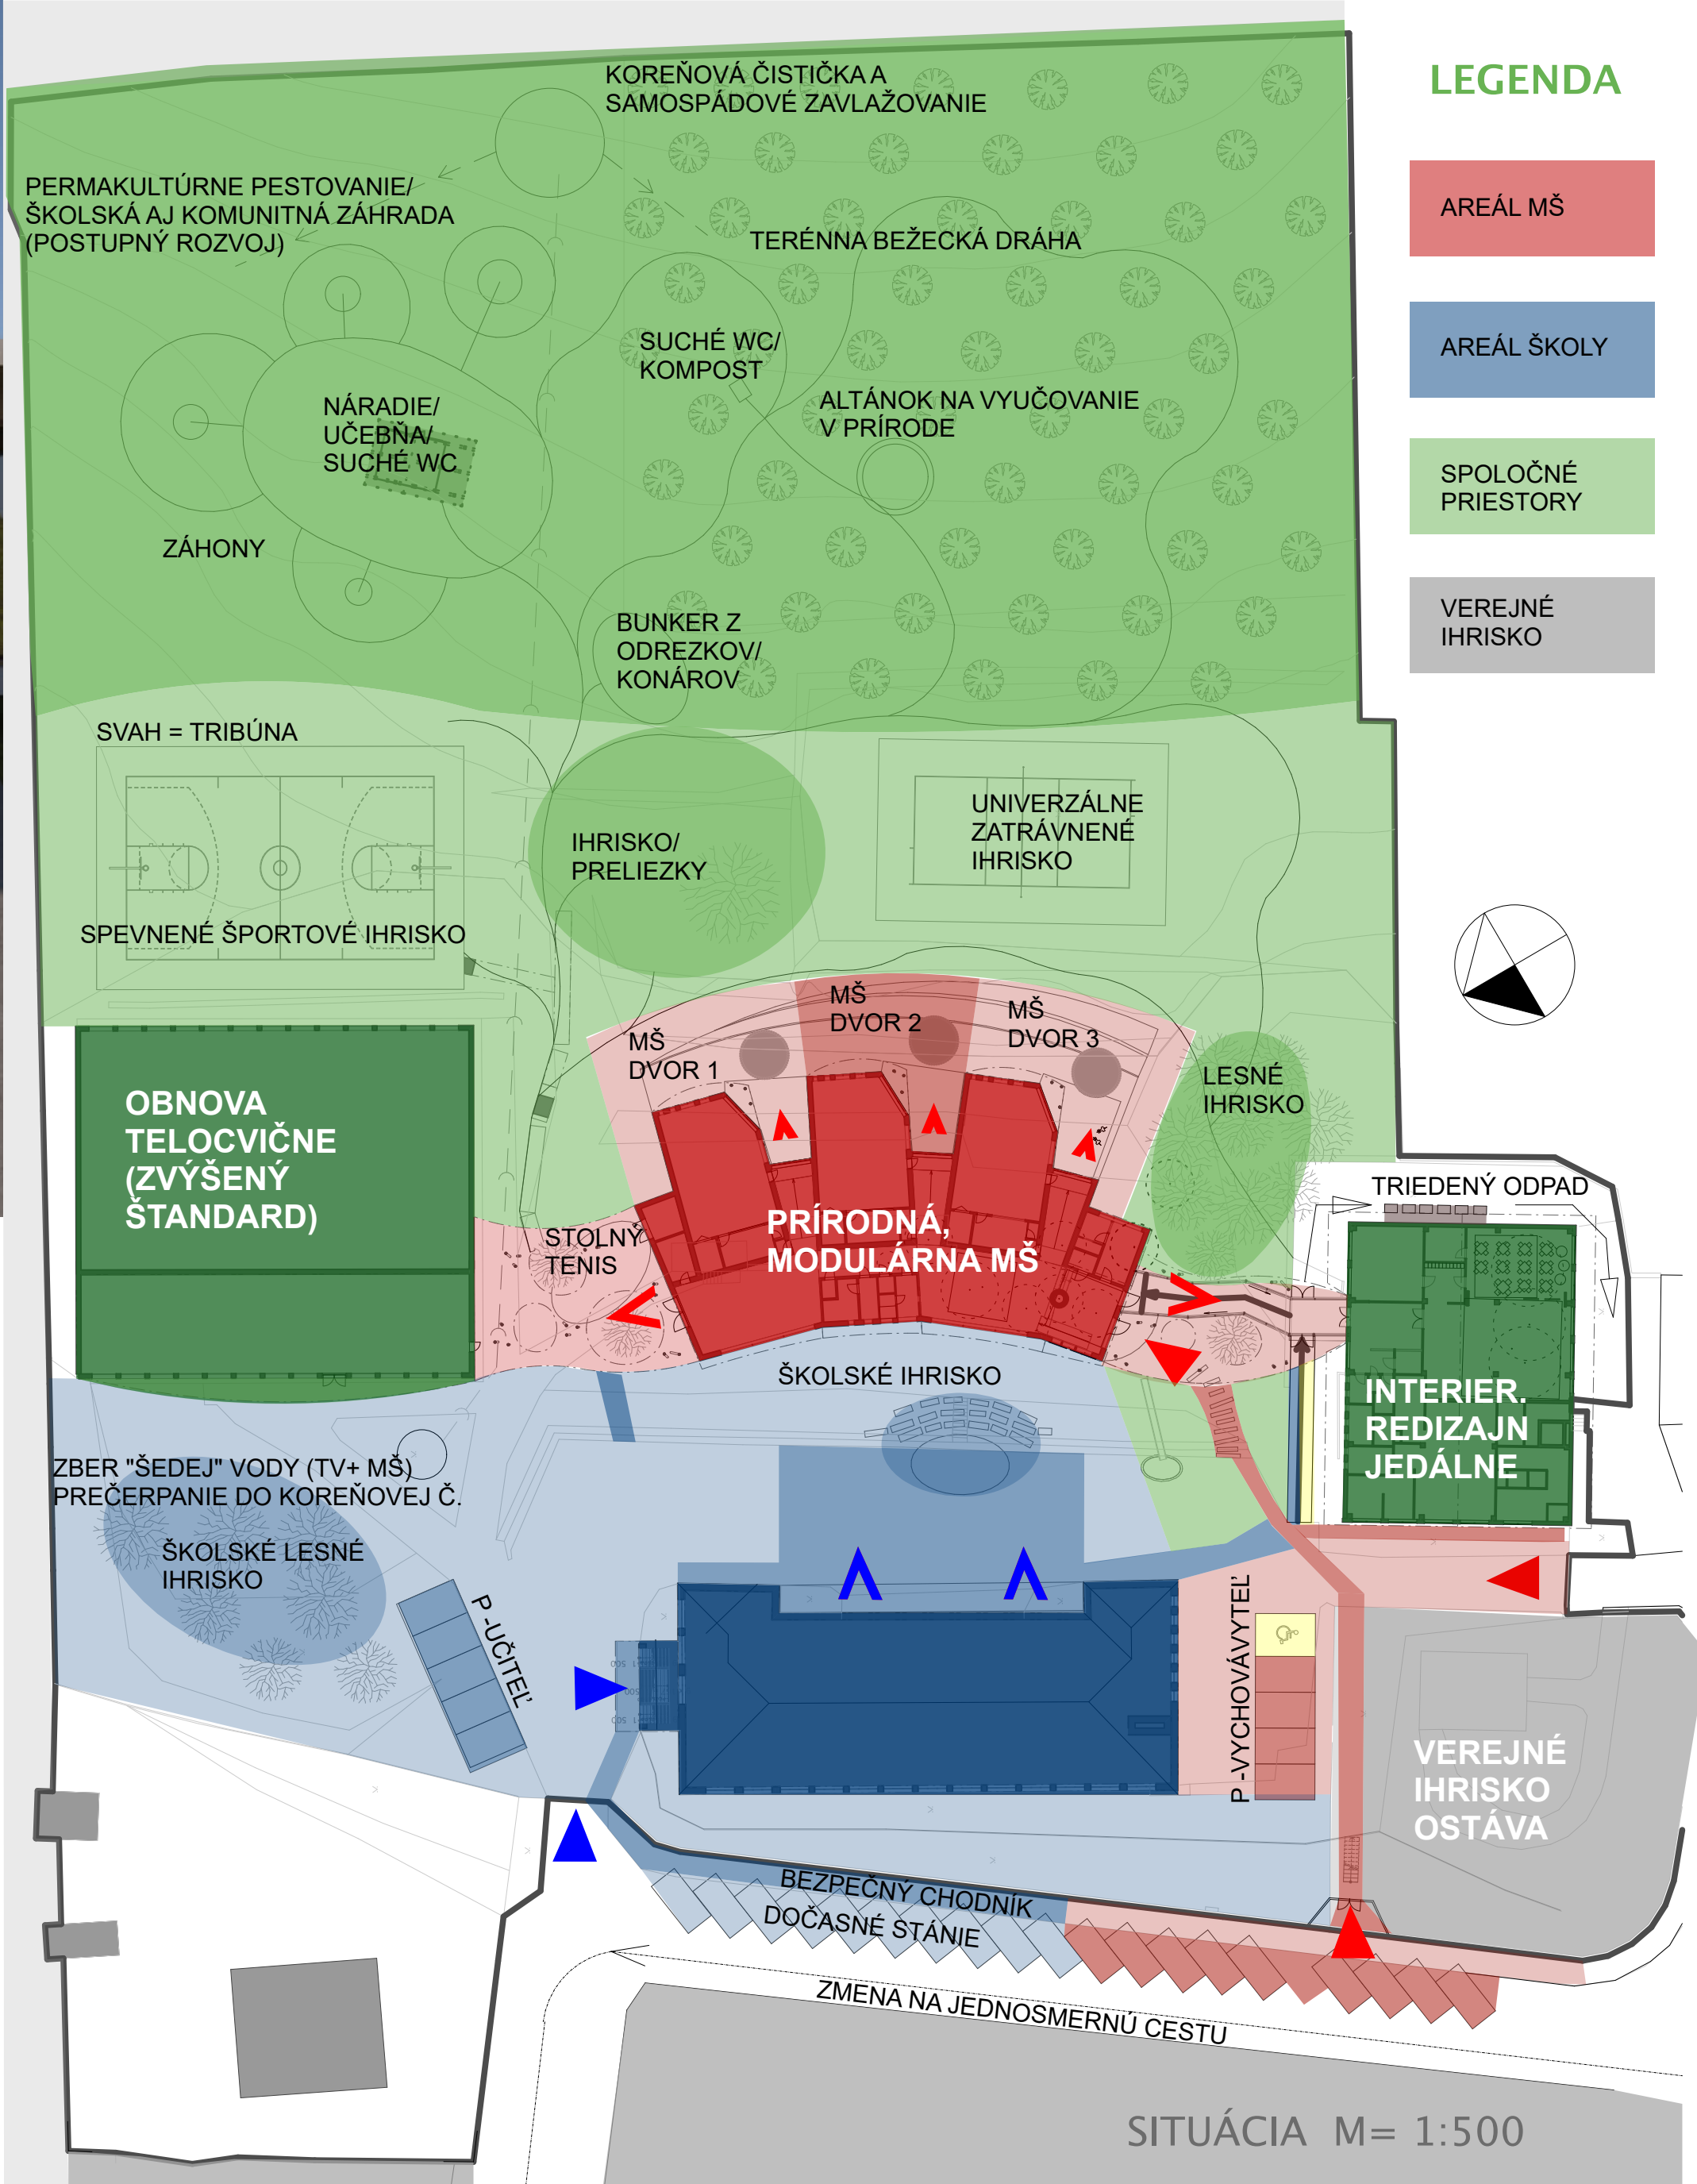 KOREŇOVÁ ČISTIČKA A
SAMOSPÁDOVÉ ZAVLAŽOVANIE
LEGENDA
PERMAKULTÚRNE PESTOVANIE/
ŠKOLSKÁ AJ KOMUNITNÁ ZÁHRADA
(POSTUPNÝ ROZVOJ)
AREÁL MŠ
TERÉNNA BEŽECKÁ DRÁHA
AREÁL ŠKOLY
SUCHÉ WC/
KOMPOST
NÁRADIE/
UČEBŇA/
SUCHÉ WC
ALTÁNOK NA VYUČOVANIE
V PRÍRODE
SPOLOČNÉ
PRIESTORY
ZÁHONY
VEREJNÉ
IHRISKO
BUNKER Z
ODREZKOV/
KONÁROV
SVAH = TRIBÚNA
IHRISKO/
PRELIEZKY
UNIVERZÁLNE
ZATRÁVNENÉ
IHRISKO
SPEVNENÉ ŠPORTOVÉ IHRISKO
MŠ
DVOR 1
MŠ
DVOR 2
MŠ
DVOR 3
LESNÉ
IHRISKO
OBNOVA
TELOCVIČNE
(ZVÝŠENÝ
ŠTANDARD)
TRIEDENÝ ODPAD
STOLNÝ
TENIS
PRÍRODNÁ,
MODULÁRNA MŠ
ŠKOLSKÉ IHRISKO
INTERIER.
REDIZAJN
JEDÁLNE
ZBER "ŠEDEJ" VODY (TV+ MŠ)
PREČERPANIE DO KOREŇOVEJ Č.
ŠKOLSKÉ LESNÉ
IHRISKO
P -UČITEĽ
P -VYCHOVÁVYTEĽ
VEREJNÉ
IHRISKO
OSTÁVA
BEZPEČNÝ CHODNÍK
DOČASNÉ STÁNIE
ZMENA NA JEDNOSMERNÚ CESTU
SITUÁCIA M= 1:500